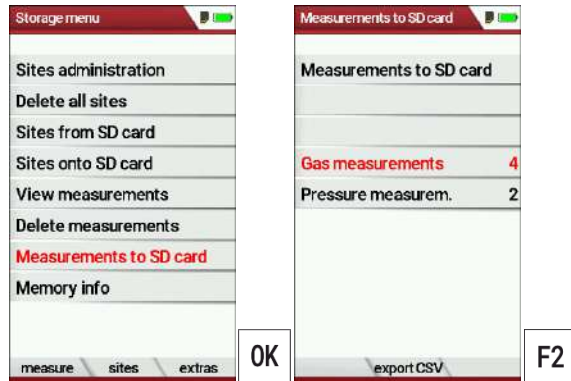 Storage menu
Sites administration
Delete all sites
Sites from SD card
Sites onto SD card
View measurements
Delete measurements
Measurements to SD card
Memory info
measure sites extras
OK
Measurements to SD card
Measurements to SD card
Gas measurements 4
Pressure measurem. 2
export CSV
F2